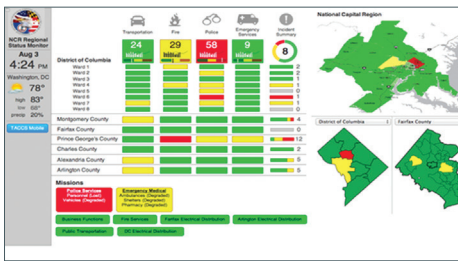 NCR Regional
Status Monitor
Aug 3
4:24 PM
Washington, DC
78°
high 83°
low 68°
precip 20%
TACCS Mobile
Transportation
Fire
Police
Emergency
Services
Incident
Summary
24
29
58
9
8
District of Columbia
Ward 1
2
Ward 2
2
Ward 3
1
Ward 4
1
Ward 5
0
Ward 6
1
Ward 7
1
Ward 8
0
Montgomery County
4
Fairfax County
0
Prince George's County
12
Charles County
2
Alexandria County
5
Arlington County
5
Missions
Police Services
Personnel (Lost)
Vehicles (Degraded)
Emergency Medical
Ambulances (Degraded)
Shelters (Degraded)
Pharmacy (Degraded)
Business Functions
Fire Services
Fairfax Electrical Distribution
Arlington Electrical Distribution
Public Transportation
DC Electrical Distribution
National Capital Region
District of Columbia
Fairfax County